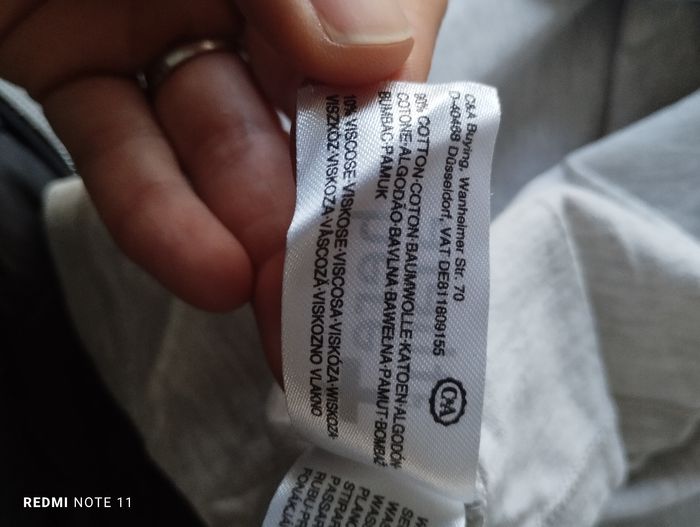 C&A Buying, Wanheimer Str. 70
D-40468 Düsseldorf, VAT DE811809155
C&A
90% COTTON·COTON·BAUMWOLLE·KATOEN·ALGODÓN
COTONE·ALGODÃO·BAVLNA·BAWEŁNA·PAMUT·BOMBAŽ
BUMBAC·PAMUK
10% VISCOSE·VISKOSE·VISCOSA·VISKÓZA·WISKOZA
VISZKÓZ·VISKOZA·VÂSCOZĂ·VISKOZNO VLAKNO
REDMI NOTE 11